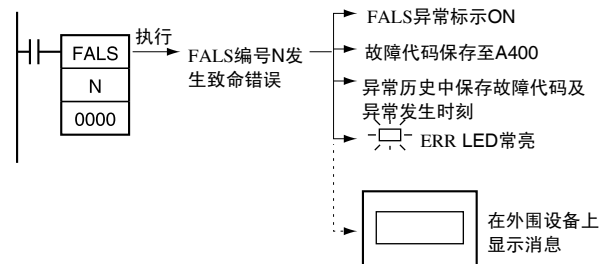 FALS
N
0000
执行
FALS编号N发
生致命错误
FALS异常标示ON
故障代码保存至A400
异常历史中保存故障代码及
异常发生时刻
ERR LED常亮
在外围设备上
显示消息